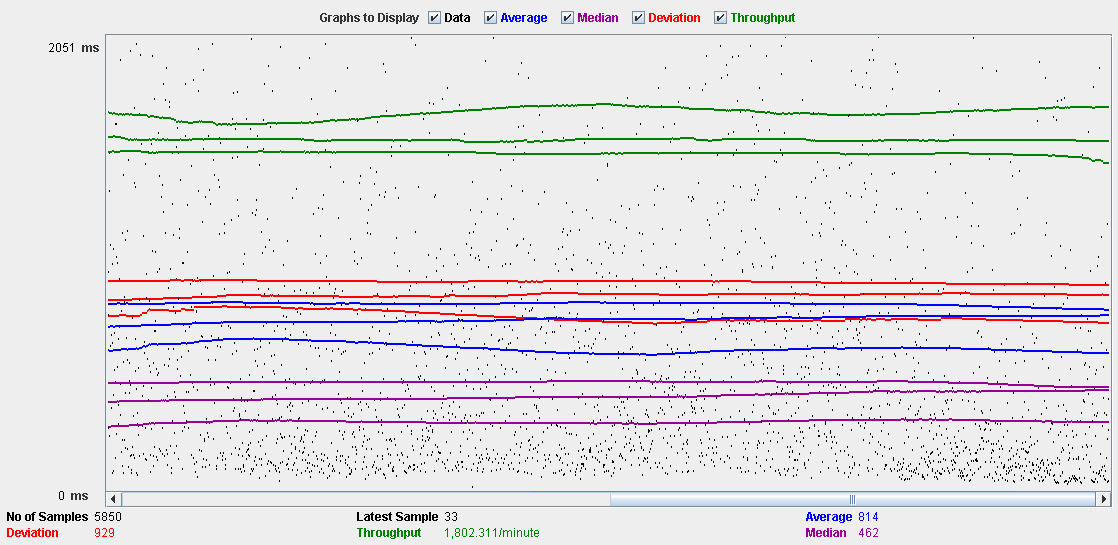 Graphs to Display Data Average Median Deviation Throughput
2051 ms
0 ms
No of Samples 5850 Latest Sample 33 Average 814
Deviation 929 Throughput 1,802.311/minute Median 462